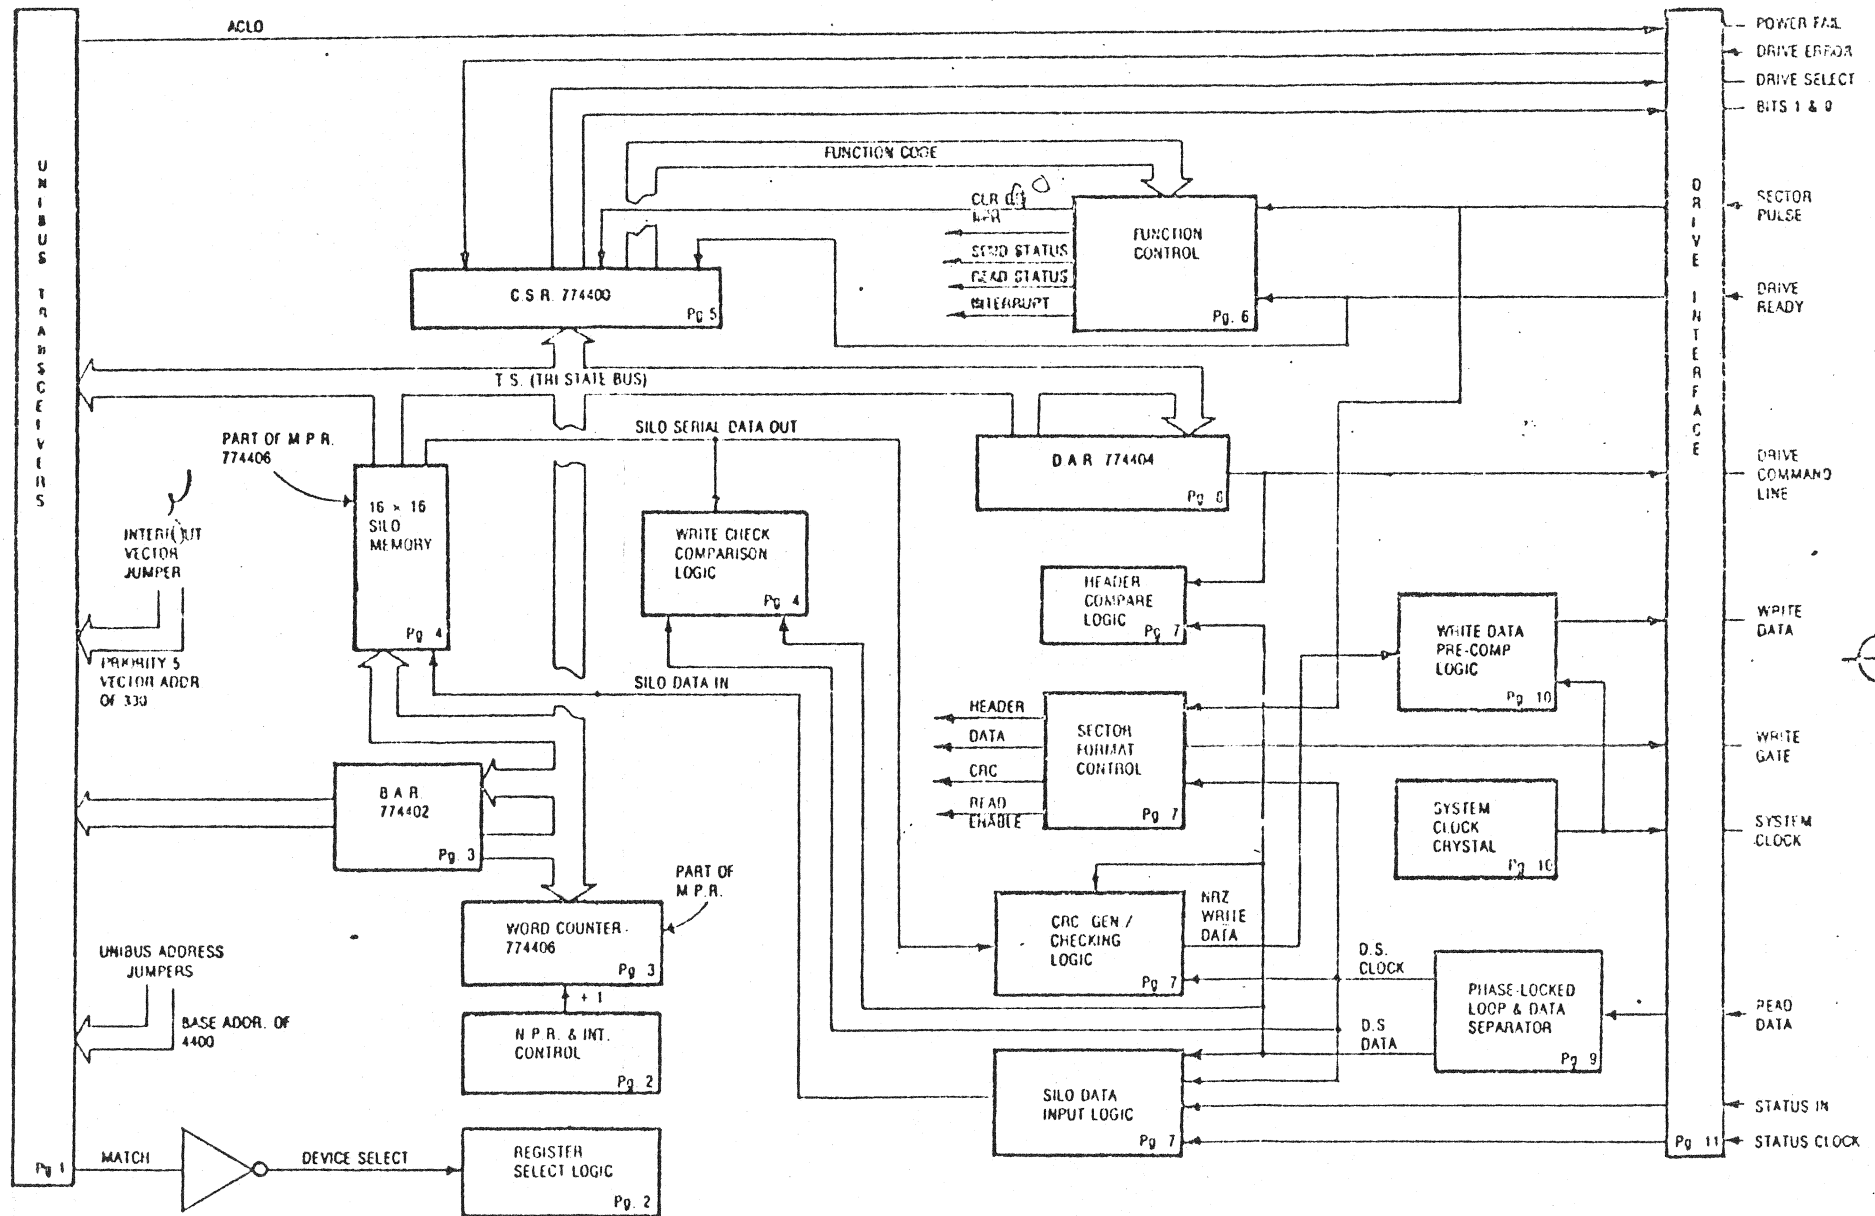 ACLO
POWER FAIL
DRIVE ERROR
DRIVE SELECT
BITS 1 & 0
UNIBUS TRANSCEIVERS
DRIVE INTERFACE
FUNCTION CODE
CLR
SEND STATUS
READ STATUS
INTERRUPT
FUNCTION
CONTROL
Pg. 6
SECTOR
PULSE
DRIVE
READY
C.S.R. 774400
Pg 5
T.S. (TRI STATE BUS)
SILO SERIAL DATA OUT
PART OF M.P.R.
774406
D.A.R. 774404
Pg 8
DRIVE
COMMAND
LINE
16 × 16
SILO
MEMORY
Pg 4
WRITE CHECK
COMPARISON
LOGIC
Pg 4
VECTOR
JUMPER
HEADER
COMPARE
LOGIC
Pg 7
WRITE DATA
PRE-COMP
LOGIC
Pg 10
WRITE
DATA
PRIORITY 5
VECTOR ADDR
OF 330
SILO DATA IN
HEADER
DATA
CRC
READ
ENABLE
SECTOR
FORMAT
CONTROL
Pg 7
WRITE
GATE
B.A.R.
774402
Pg. 3
SYSTEM
CLOCK
CRYSTAL
Pg 10
SYSTEM
CLOCK
PART OF
M.P.R.
WORD COUNTER
774406
Pg. 3
CRC GEN./
CHECKING
LOGIC
Pg 7
NRZ
WRITE
DATA
UNIBUS ADDRESS
JUMPERS
BASE ADDR. OF
4400
+ 1
N.P.R. & INT.
CONTROL
Pg. 2
D.S.
CLOCK
D.S
DATA
PHASE-LOCKED
LOOP & DATA
SEPARATOR
Pg 9
READ
DATA
SILO DATA
INPUT LOGIC
Pg 7
STATUS IN
STATUS CLOCK
Pg. 11
Pg 1
MATCH
DEVICE SELECT
REGISTER
SELECT LOGIC
Pg. 2